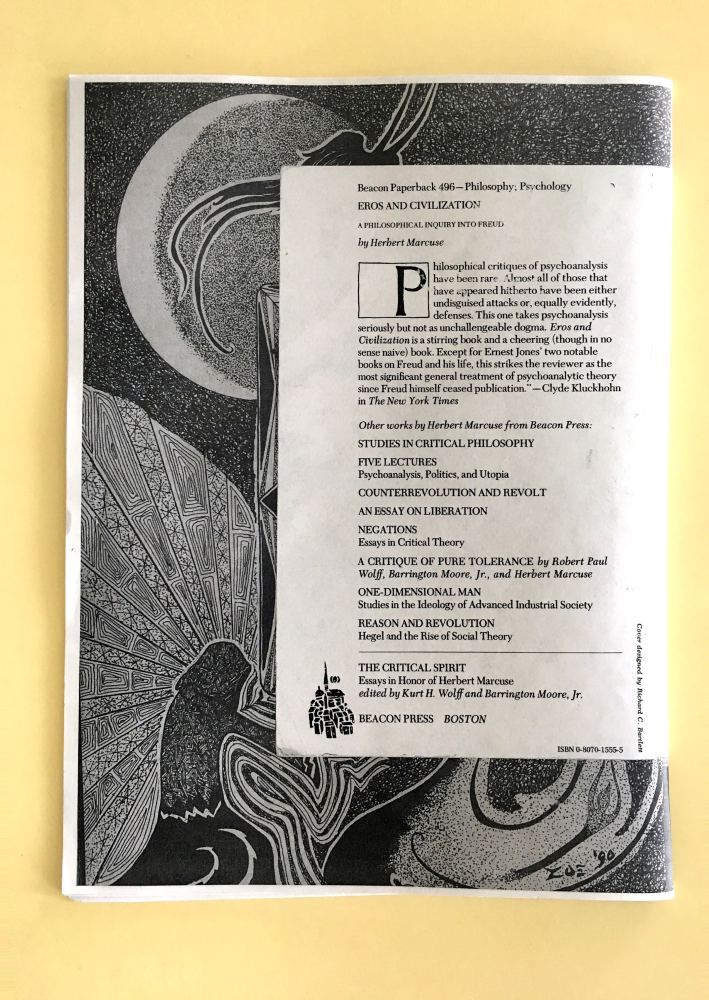 Beacon Paperback 496—Philosophy; Psychology
EROS AND CIVILIZATION
A PHILOSOPHICAL INQUIRY INTO FREUD
by Herbert Marcuse
Philosophical critiques of psychoanalysis
have been rare. Almost all of those that
have appeared hitherto have been either
undisguised attacks or, equally evidently,
defenses. This one takes psychoanalysis
seriously but not as unchallengeable dogma. Eros and
Civilization is a stirring book and a cheering (though in no
sense naive) book. Except for Ernest Jones' two notable
books on Freud and his life, this strikes the reviewer as the
most significant general treatment of psychoanalytic theory
since Freud himself ceased publication."—Clyde Kluckhohn
in The New York Times
Other works by Herbert Marcuse from Beacon Press:
STUDIES IN CRITICAL PHILOSOPHY
FIVE LECTURES
Psychoanalysis, Politics, and Utopia
COUNTERREVOLUTION AND REVOLT
AN ESSAY ON LIBERATION
NEGATIONS
Essays in Critical Theory
A CRITIQUE OF PURE TOLERANCE by Robert Paul
Wolff, Barrington Moore, Jr., and Herbert Marcuse
ONE-DIMENSIONAL MAN
Studies in the Ideology of Advanced Industrial Society
REASON AND REVOLUTION
Hegel and the Rise of Social Theory
THE CRITICAL SPIRIT
Essays in Honor of Herbert Marcuse
edited by Kurt H. Wolff and Barrington Moore, Jr.
BEACON PRESS BOSTON
ISBN 0-8070-1555-5
Cover designed by Richard C. Bartlett
ZOE '90